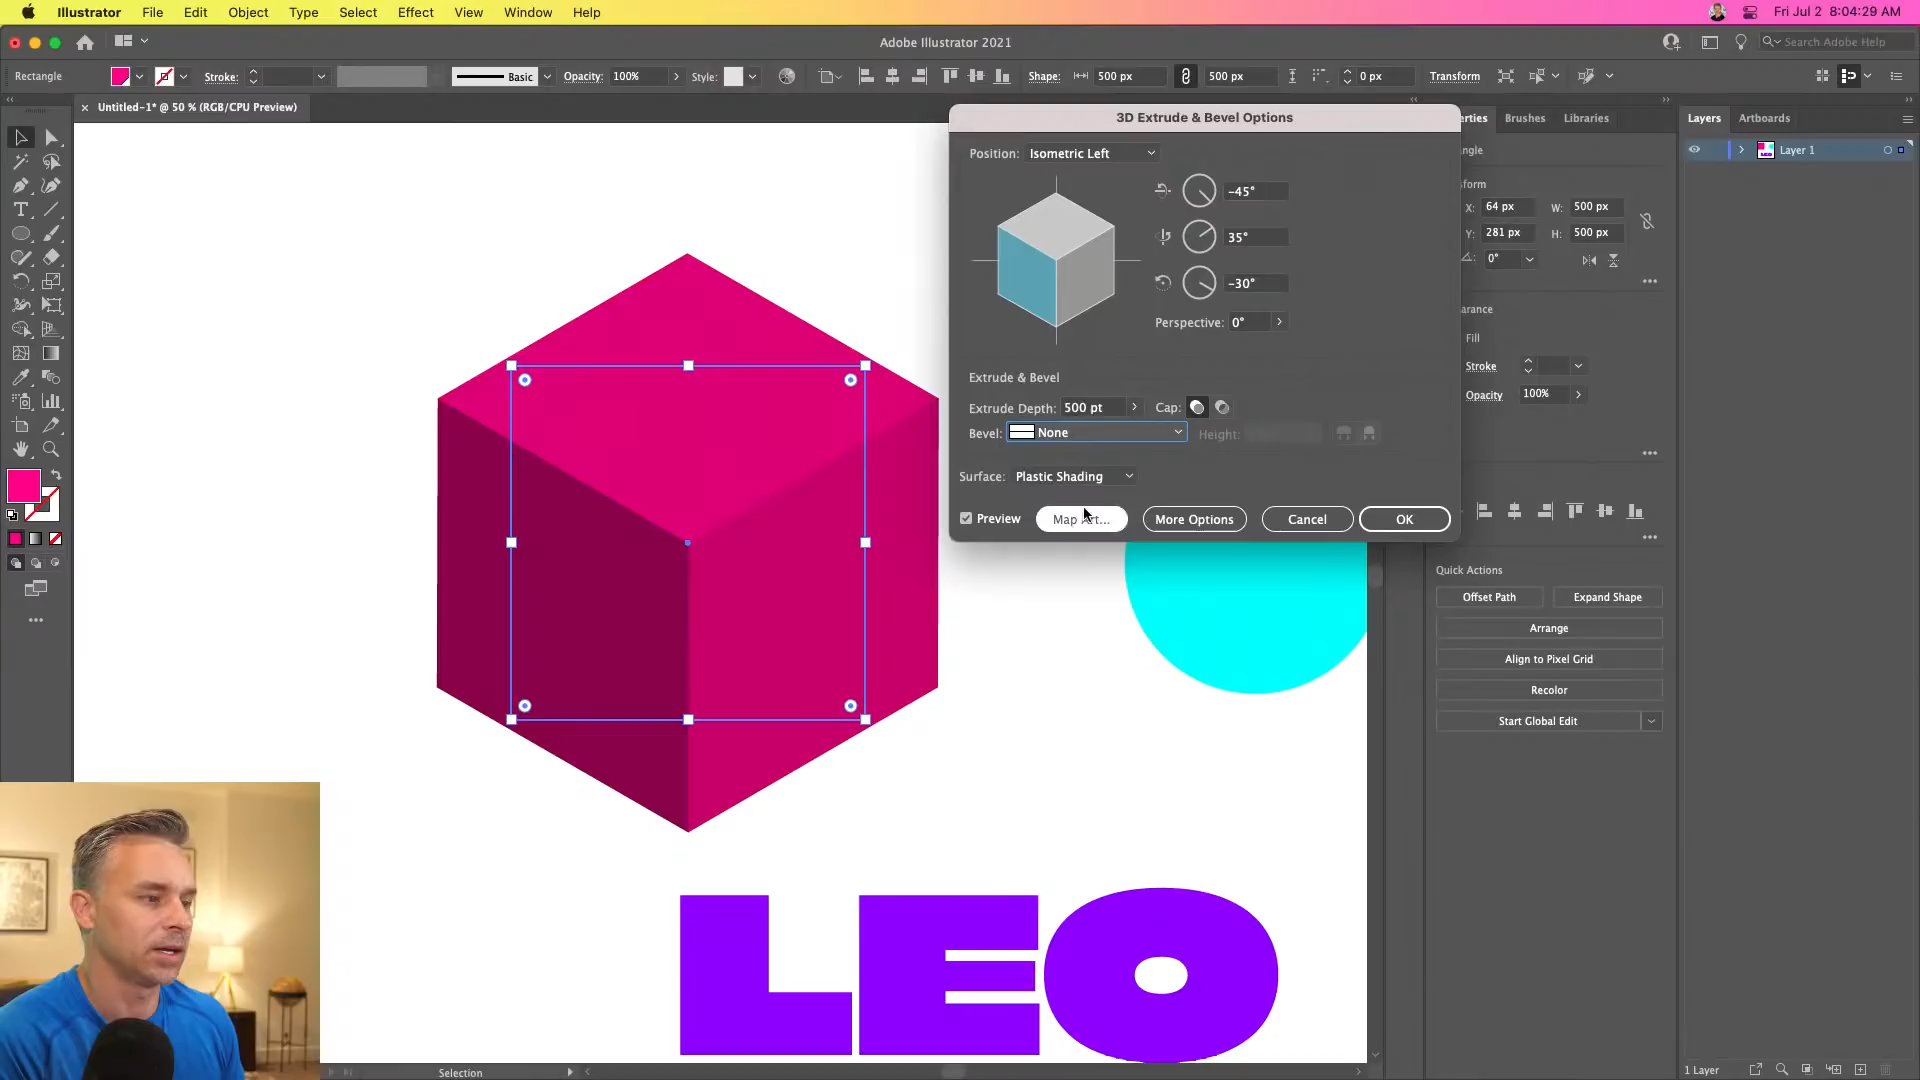 Illustrator File Edit Object Type Select Effect View Window Help
Fri Jul 2 8:04:29 AM
Adobe Illustrator 2021
Search Adobe Help
Rectangle
Stroke:
Basic
Opacity: 100%
Style:
Shape: 500 px 500 px 0 px
Transform
Untitled-1* @ 50 % (RGB/CPU Preview)
3D Extrude & Bevel Options
Position: Isometric Left
-45°
35°
-30°
Perspective: 0°
Extrude & Bevel
Extrude Depth: 500 pt Cap:
Bevel: None Height:
Surface: Plastic Shading
Preview
Map Art...
More Options
Cancel
OK
LEO
Selection
erties Brushes Libraries
ngle
sform
X: 64 px W: 500 px
Y: 281 px H: 500 px
0°
arance
Fill
Stroke
Opacity 100%
Quick Actions
Offset Path
Expand Shape
Arrange
Align to Pixel Grid
Recolor
Start Global Edit
Layers Artboards
Layer 1
1 Layer